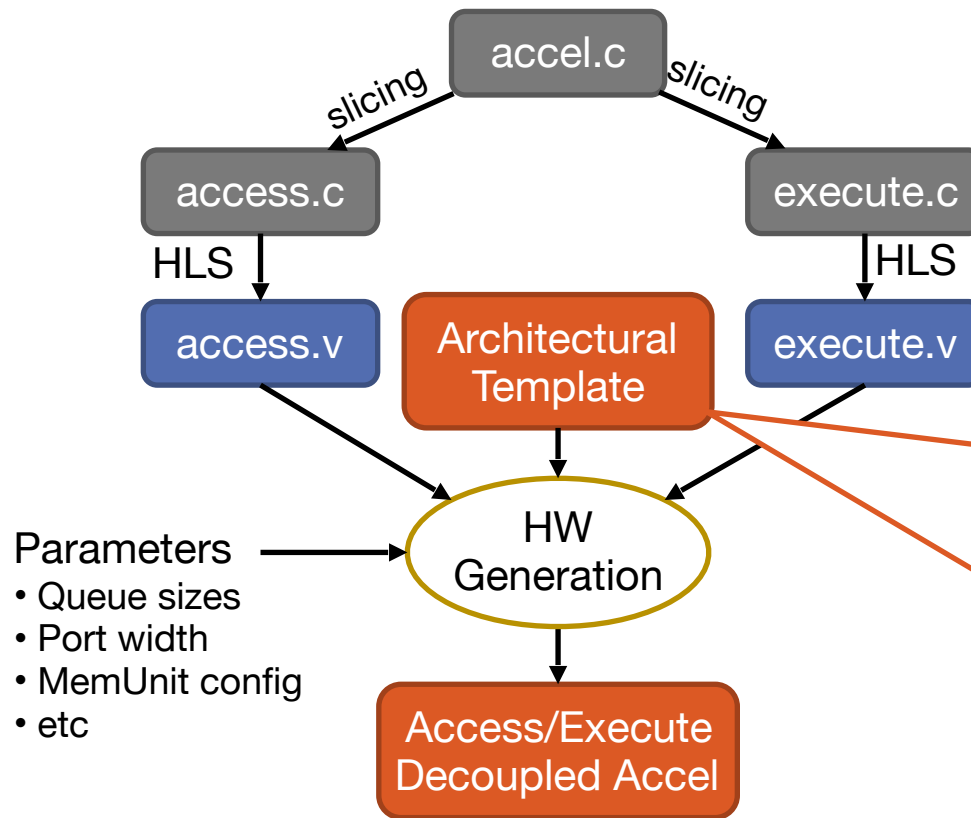 accel.c
slicing
slicing
access.c
execute.c
HLS
HLS
access.v
Architectural
Template
execute.v
HW
Generation
Parameters
• Queue sizes
• Port width
• MemUnit config
• etc
Access/Execute
Decoupled Accel